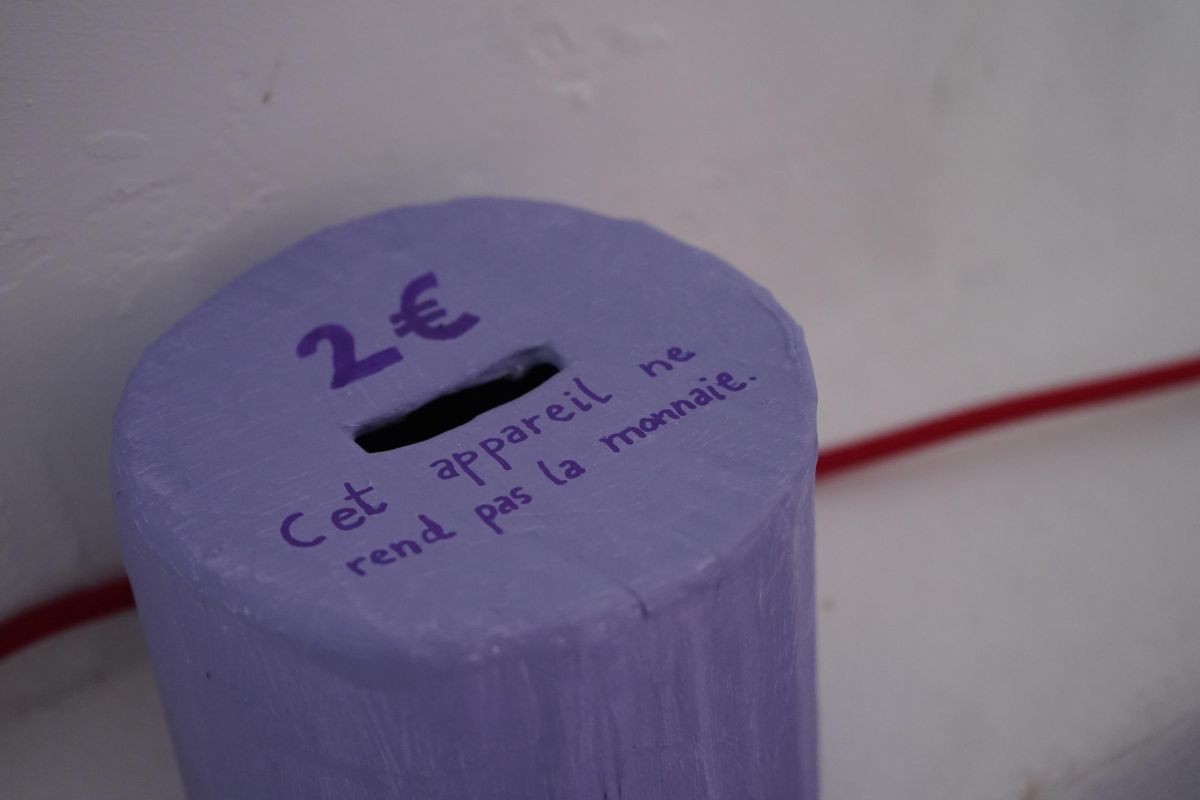 2€
Cet appareil ne
rend pas la monnaie.